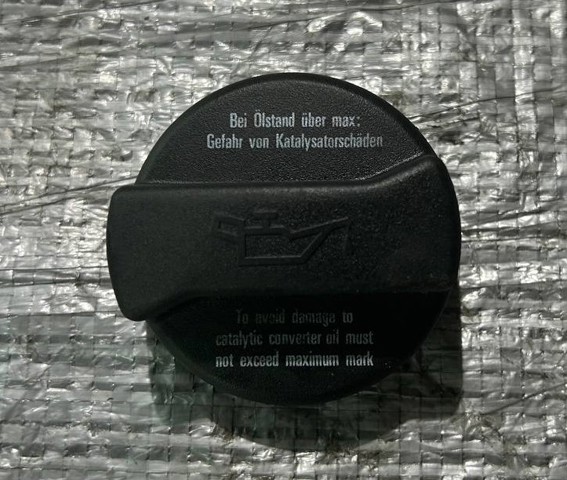 Bei Ölstand über max:
Gefahr von Katalysatorschäden
To avoid damage to
catalytic converter oil must
not exceed maximum mark